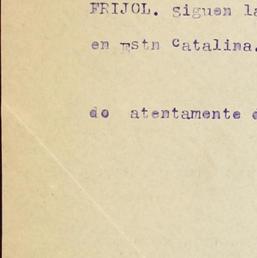 FRIJOL. siguen la
en Estn Catalina.
do atentamente